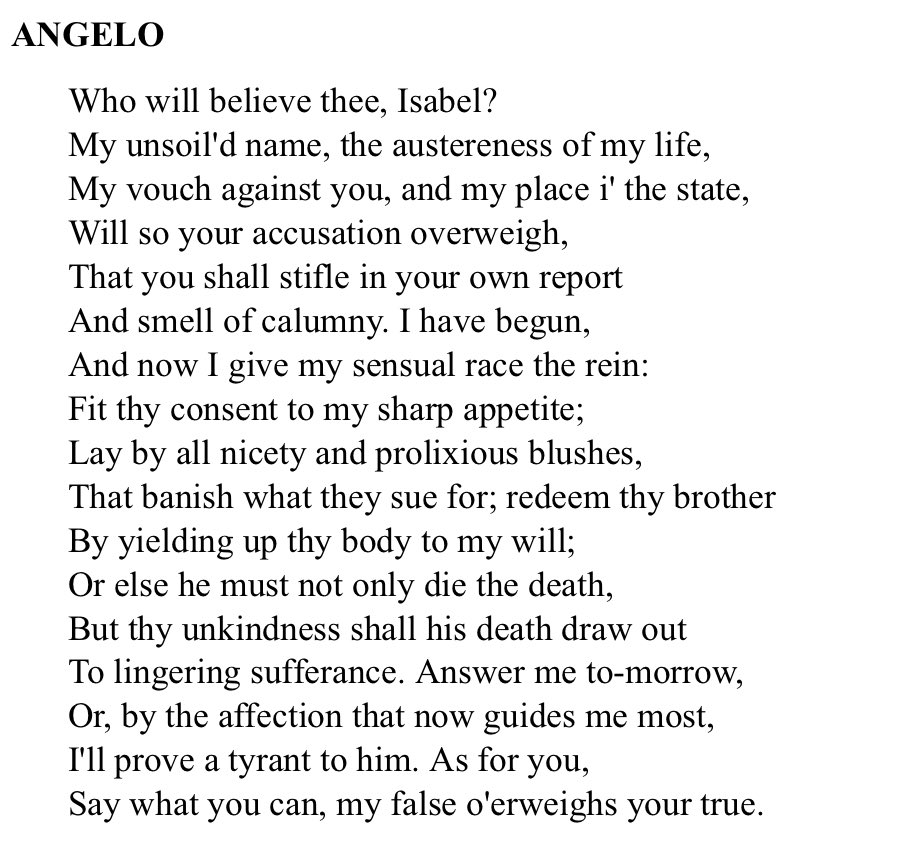 ANGELO
Who will believe thee, Isabel?
My unsoil'd name, the austereness of my life,
My vouch against you, and my place i' the state,
Will so your accusation overweigh,
That you shall stifle in your own report
And smell of calumny. I have begun,
And now I give my sensual race the rein:
Fit thy consent to my sharp appetite;
Lay by all nicety and prolixious blushes,
That banish what they sue for; redeem thy brother
By yielding up thy body to my will;
Or else he must not only die the death,
But thy unkindness shall his death draw out
To lingering sufferance. Answer me to-morrow,
Or, by the affection that now guides me most,
I'll prove a tyrant to him. As for you,
Say what you can, my false o'erweighs your true.